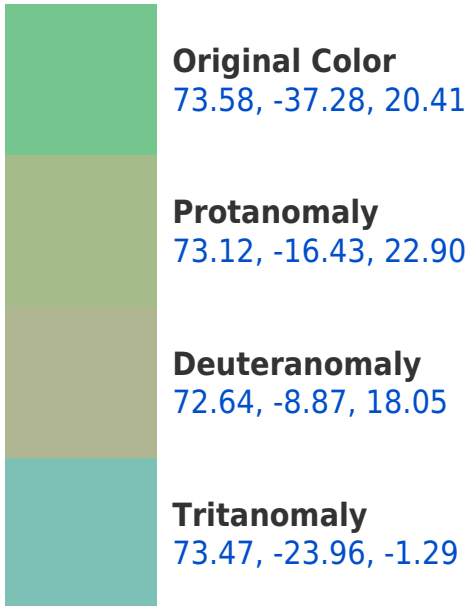 Original Color
73.58, -37.28, 20.41
Protanomaly
73.12, -16.43, 22.90
Deuteranomaly
72.64, -8.87, 18.05
Tritanomaly
73.47, -23.96, -1.29